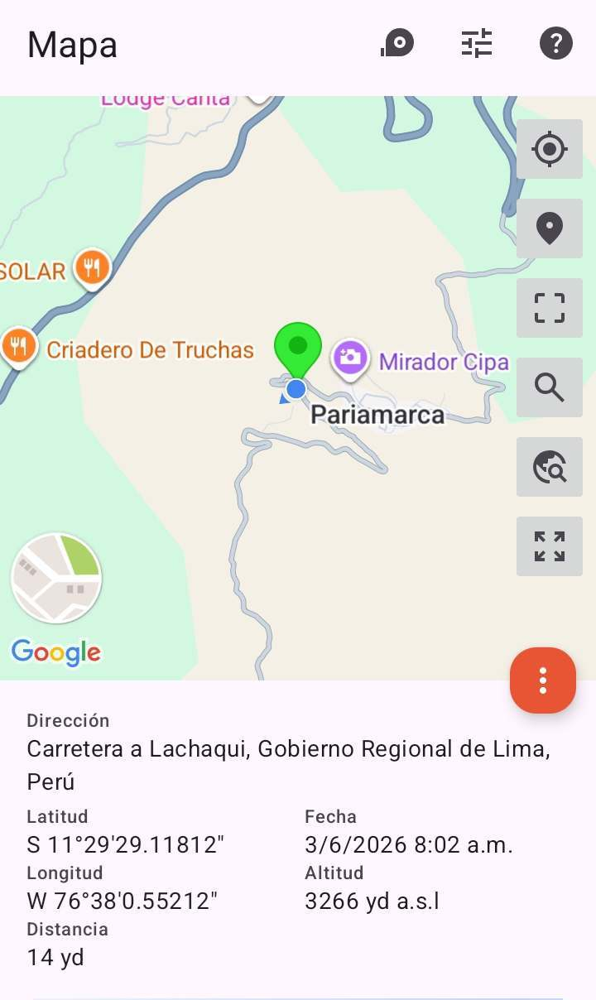 Mapa
Lodge Canta
SOLAR
Criadero De Truchas
Mirador Cipa
Pariamarca
Google
Dirección
Carretera a Lachaqui, Gobierno Regional de Lima,
Perú
Latitud
S 11°29'29.11812"
Fecha
3/6/2026 8:02 a.m.
Longitud
W 76°38'0.55212"
Altitud
3266 yd a.s.l
Distancia
14 yd